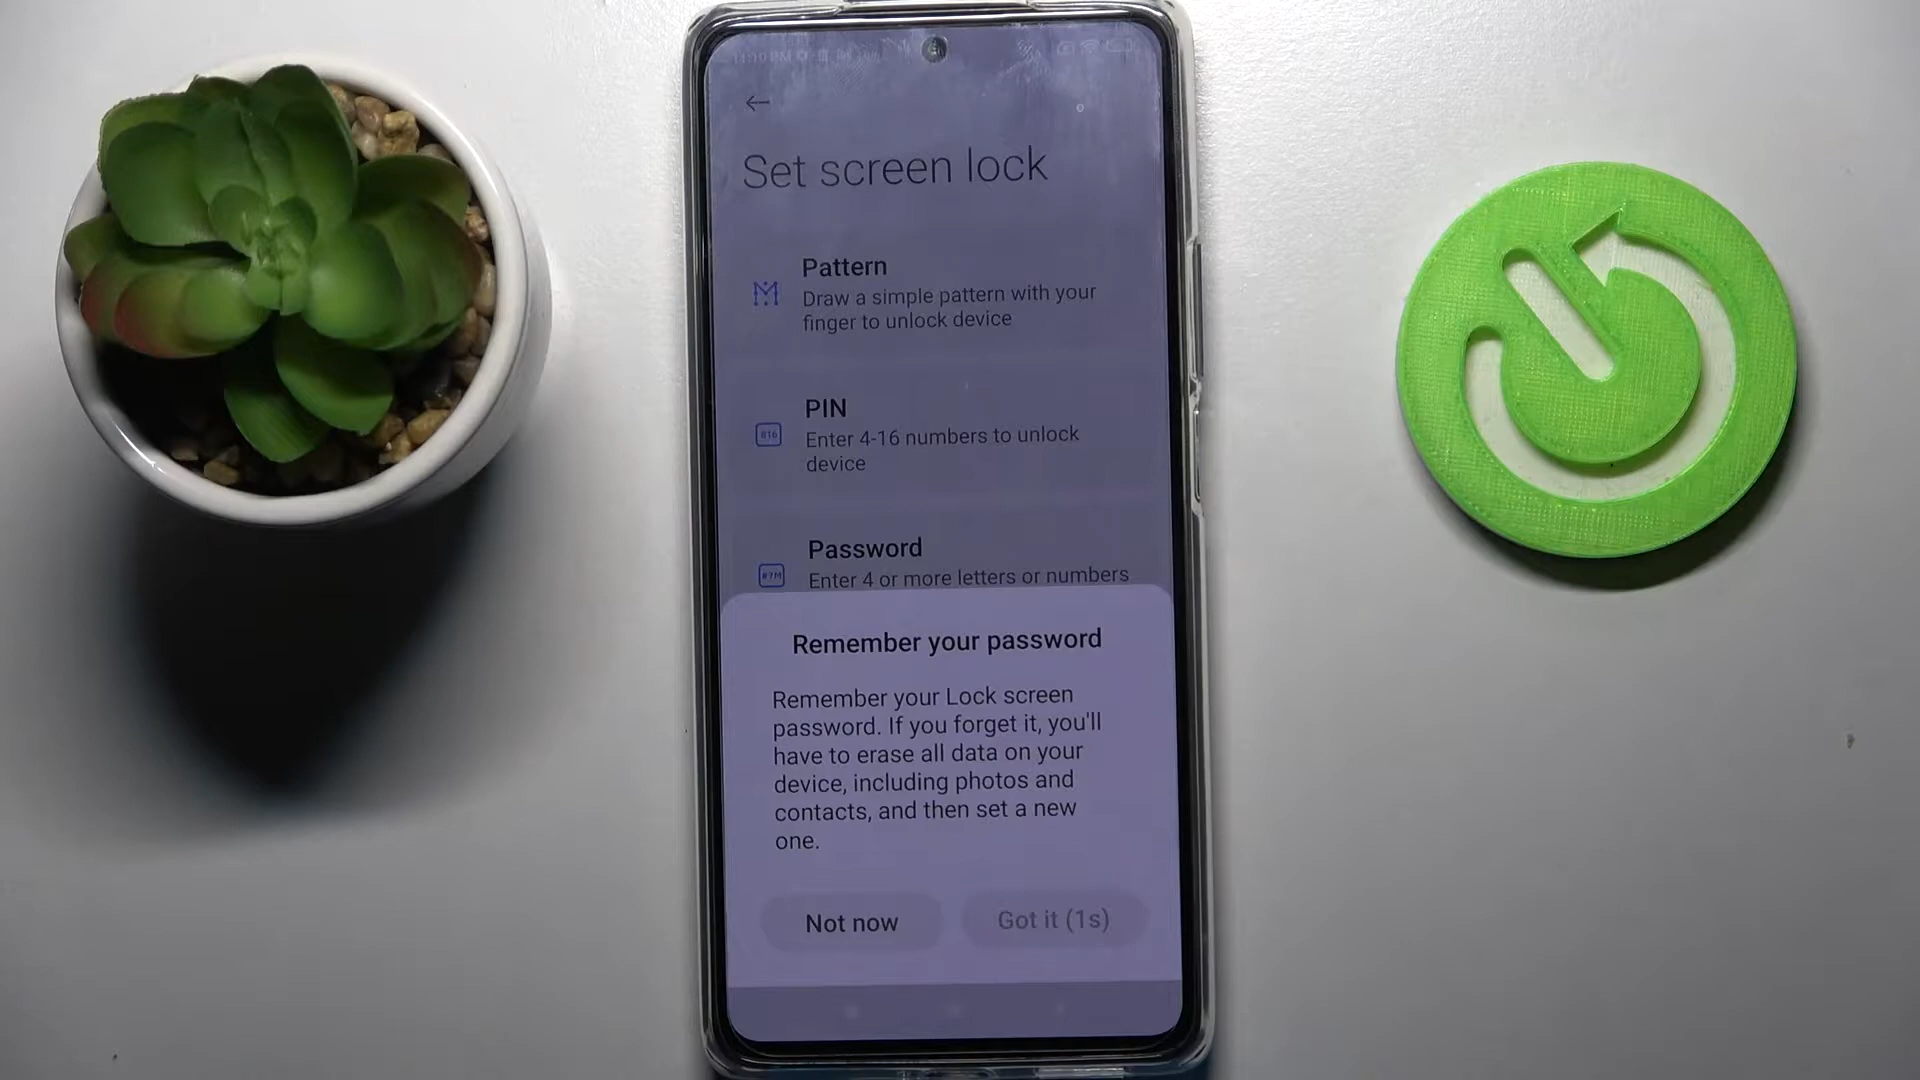 Set screen lock
Pattern
Draw a simple pattern with your
finger to unlock device
PIN
Enter 4-16 numbers to unlock
device
Password
Enter 4 or more letters or numbers
Remember your password
Remember your Lock screen
password. If you forget it, you'll
have to erase all data on your
device, including photos and
contacts, and then set a new
one.
Not now
Got it (1s)